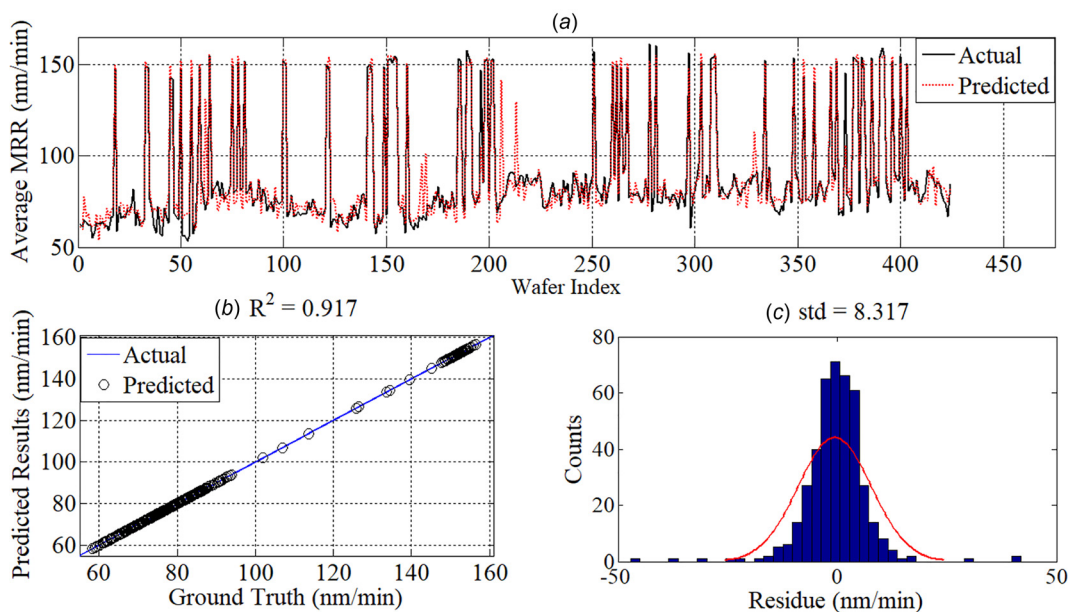 (a)
Average MRR (nm/min)
150
100
50
0
50
100
150
200
250
300
350
400
450
Wafer Index
Actual
Predicted
(b) R² = 0.917
Predicted Results (nm/min)
160
140
120
100
80
60
60
80
100
120
140
160
Ground Truth (nm/min)
Actual
Predicted
(c) std = 8.317
Counts
80
60
40
20
0
-50
0
50
Residue (nm/min)